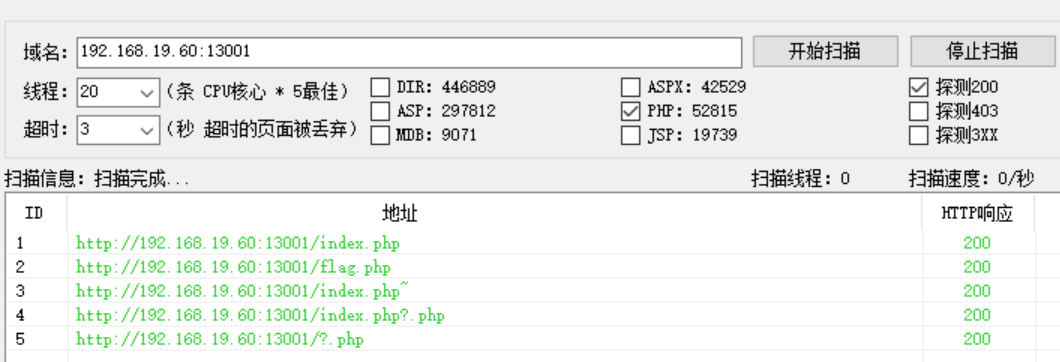 域名: 192.168.19.60:13001 开始扫描 停止扫描
线程: 20 (条 CPU核心 * 5最佳) DIR: 446889 ASPX: 42529 探测200
ASP: 297812 PHP: 52815 探测403
超时: 3 (秒 超时的页面被丢弃) MDB: 9071 JSP: 19739 探测3XX
扫描信息: 扫描完成... 扫描线程: 0 扫描速度: 0/秒
ID 地址 HTTP响应
1 http://192.168.19.60:13001/index.php 200
2 http://192.168.19.60:13001/flag.php 200
3 http://192.168.19.60:13001/index.php~ 200
4 http://192.168.19.60:13001/index.php?.php 200
5 http://192.168.19.60:13001/?.php 200